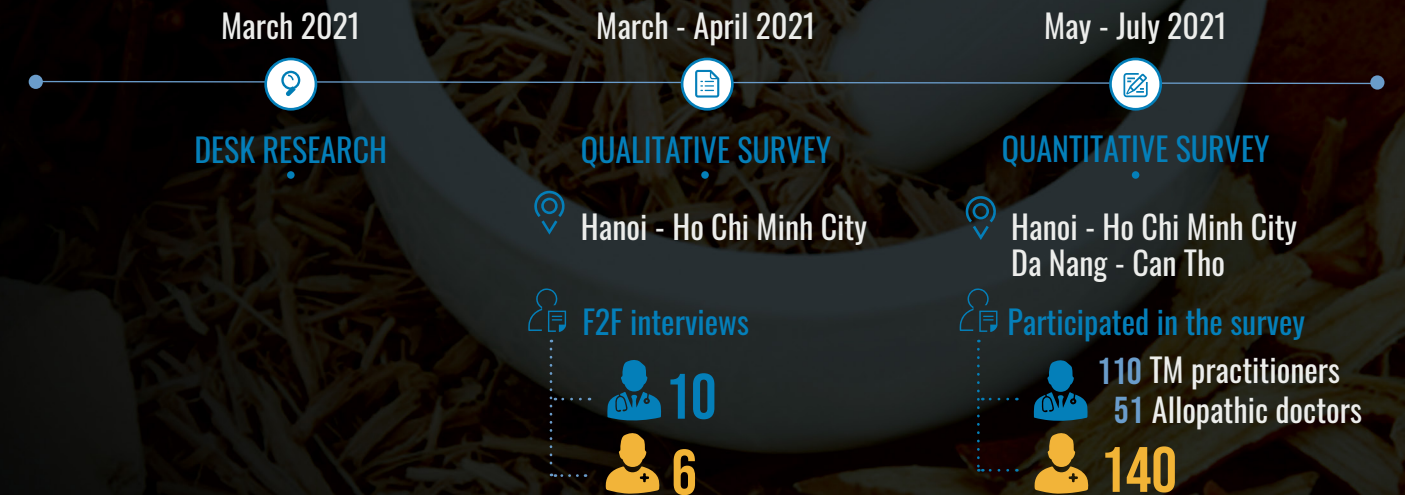 March 2021
DESK RESEARCH
March - April 2021
QUALITATIVE SURVEY
Hanoi - Ho Chi Minh City
F2F interviews
10
6
May - July 2021
QUANTITATIVE SURVEY
Hanoi - Ho Chi Minh City
Da Nang - Can Tho
Participated in the survey
110 TM practitioners
51 Allopathic doctors
140